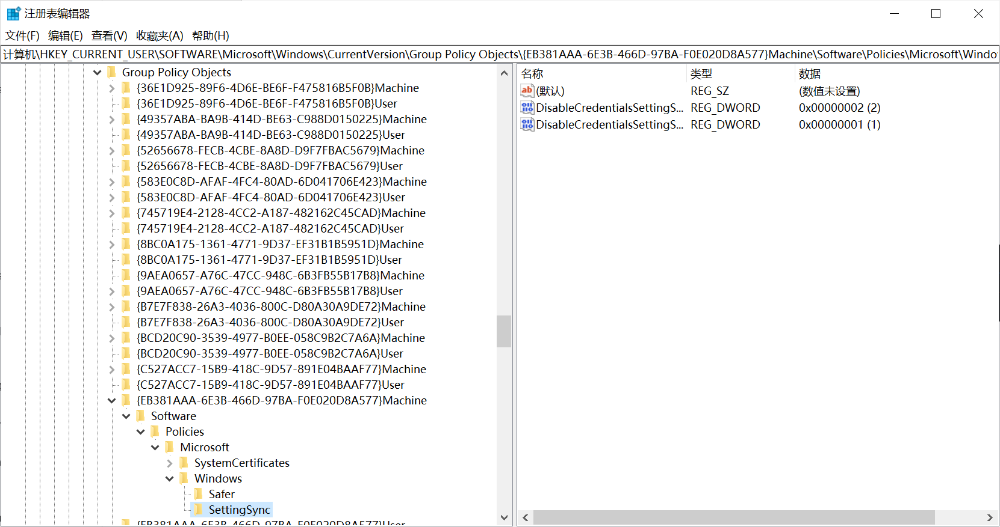 注册表编辑器
文件(F) 编辑(E) 查看(V) 收藏夹(A) 帮助(H)
计算机\HKEY_CURRENT_USER\SOFTWARE\Microsoft\Windows\CurrentVersion\Group Policy Objects\{EB381AAA-6E3B-466D-97BA-F0E020D8A577}Machine\Software\Policies\Microsoft\Windo
Group Policy Objects
{36E1D925-89F6-4D6E-BE6F-F475816B5F0B}Machine
{36E1D925-89F6-4D6E-BE6F-F475816B5F0B}User
{49357ABA-BA9B-414D-BE63-C988D0150225}Machine
{49357ABA-BA9B-414D-BE63-C988D0150225}User
{52656678-FECB-4CBE-8A8D-D9F7FBAC5679}Machine
{52656678-FECB-4CBE-8A8D-D9F7FBAC5679}User
{583E0C8D-AFAF-4FC4-80AD-6D041706E423}Machine
{583E0C8D-AFAF-4FC4-80AD-6D041706E423}User
{745719E4-2128-4CC2-A187-482162C45CAD}Machine
{745719E4-2128-4CC2-A187-482162C45CAD}User
{8BC0A175-1361-4771-9D37-EF31B1B5951D}Machine
{8BC0A175-1361-4771-9D37-EF31B1B5951D}User
{9AEA0657-A76C-47CC-948C-6B3FB55B17B8}Machine
{9AEA0657-A76C-47CC-948C-6B3FB55B17B8}User
{B7E7F838-26A3-4036-800C-D80A30A9DE72}Machine
{B7E7F838-26A3-4036-800C-D80A30A9DE72}User
{BCD20C90-3539-4977-B0EE-058C9B2C7A6A}Machine
{BCD20C90-3539-4977-B0EE-058C9B2C7A6A}User
{C527ACC7-15B9-418C-9D57-891E04BAAF77}Machine
{C527ACC7-15B9-418C-9D57-891E04BAAF77}User
{EB381AAA-6E3B-466D-97BA-F0E020D8A577}Machine
Software
Policies
Microsoft
SystemCertificates
Windows
Safer
SettingSync
{EB381AAA-6E3B-466D-97BA-F0E020D8A577}User
名称 类型 数据
(默认) REG_SZ (数值未设置)
DisableCredentialsSettingS... REG_DWORD 0x00000002 (2)
DisableCredentialsSettingS... REG_DWORD 0x00000001 (1)